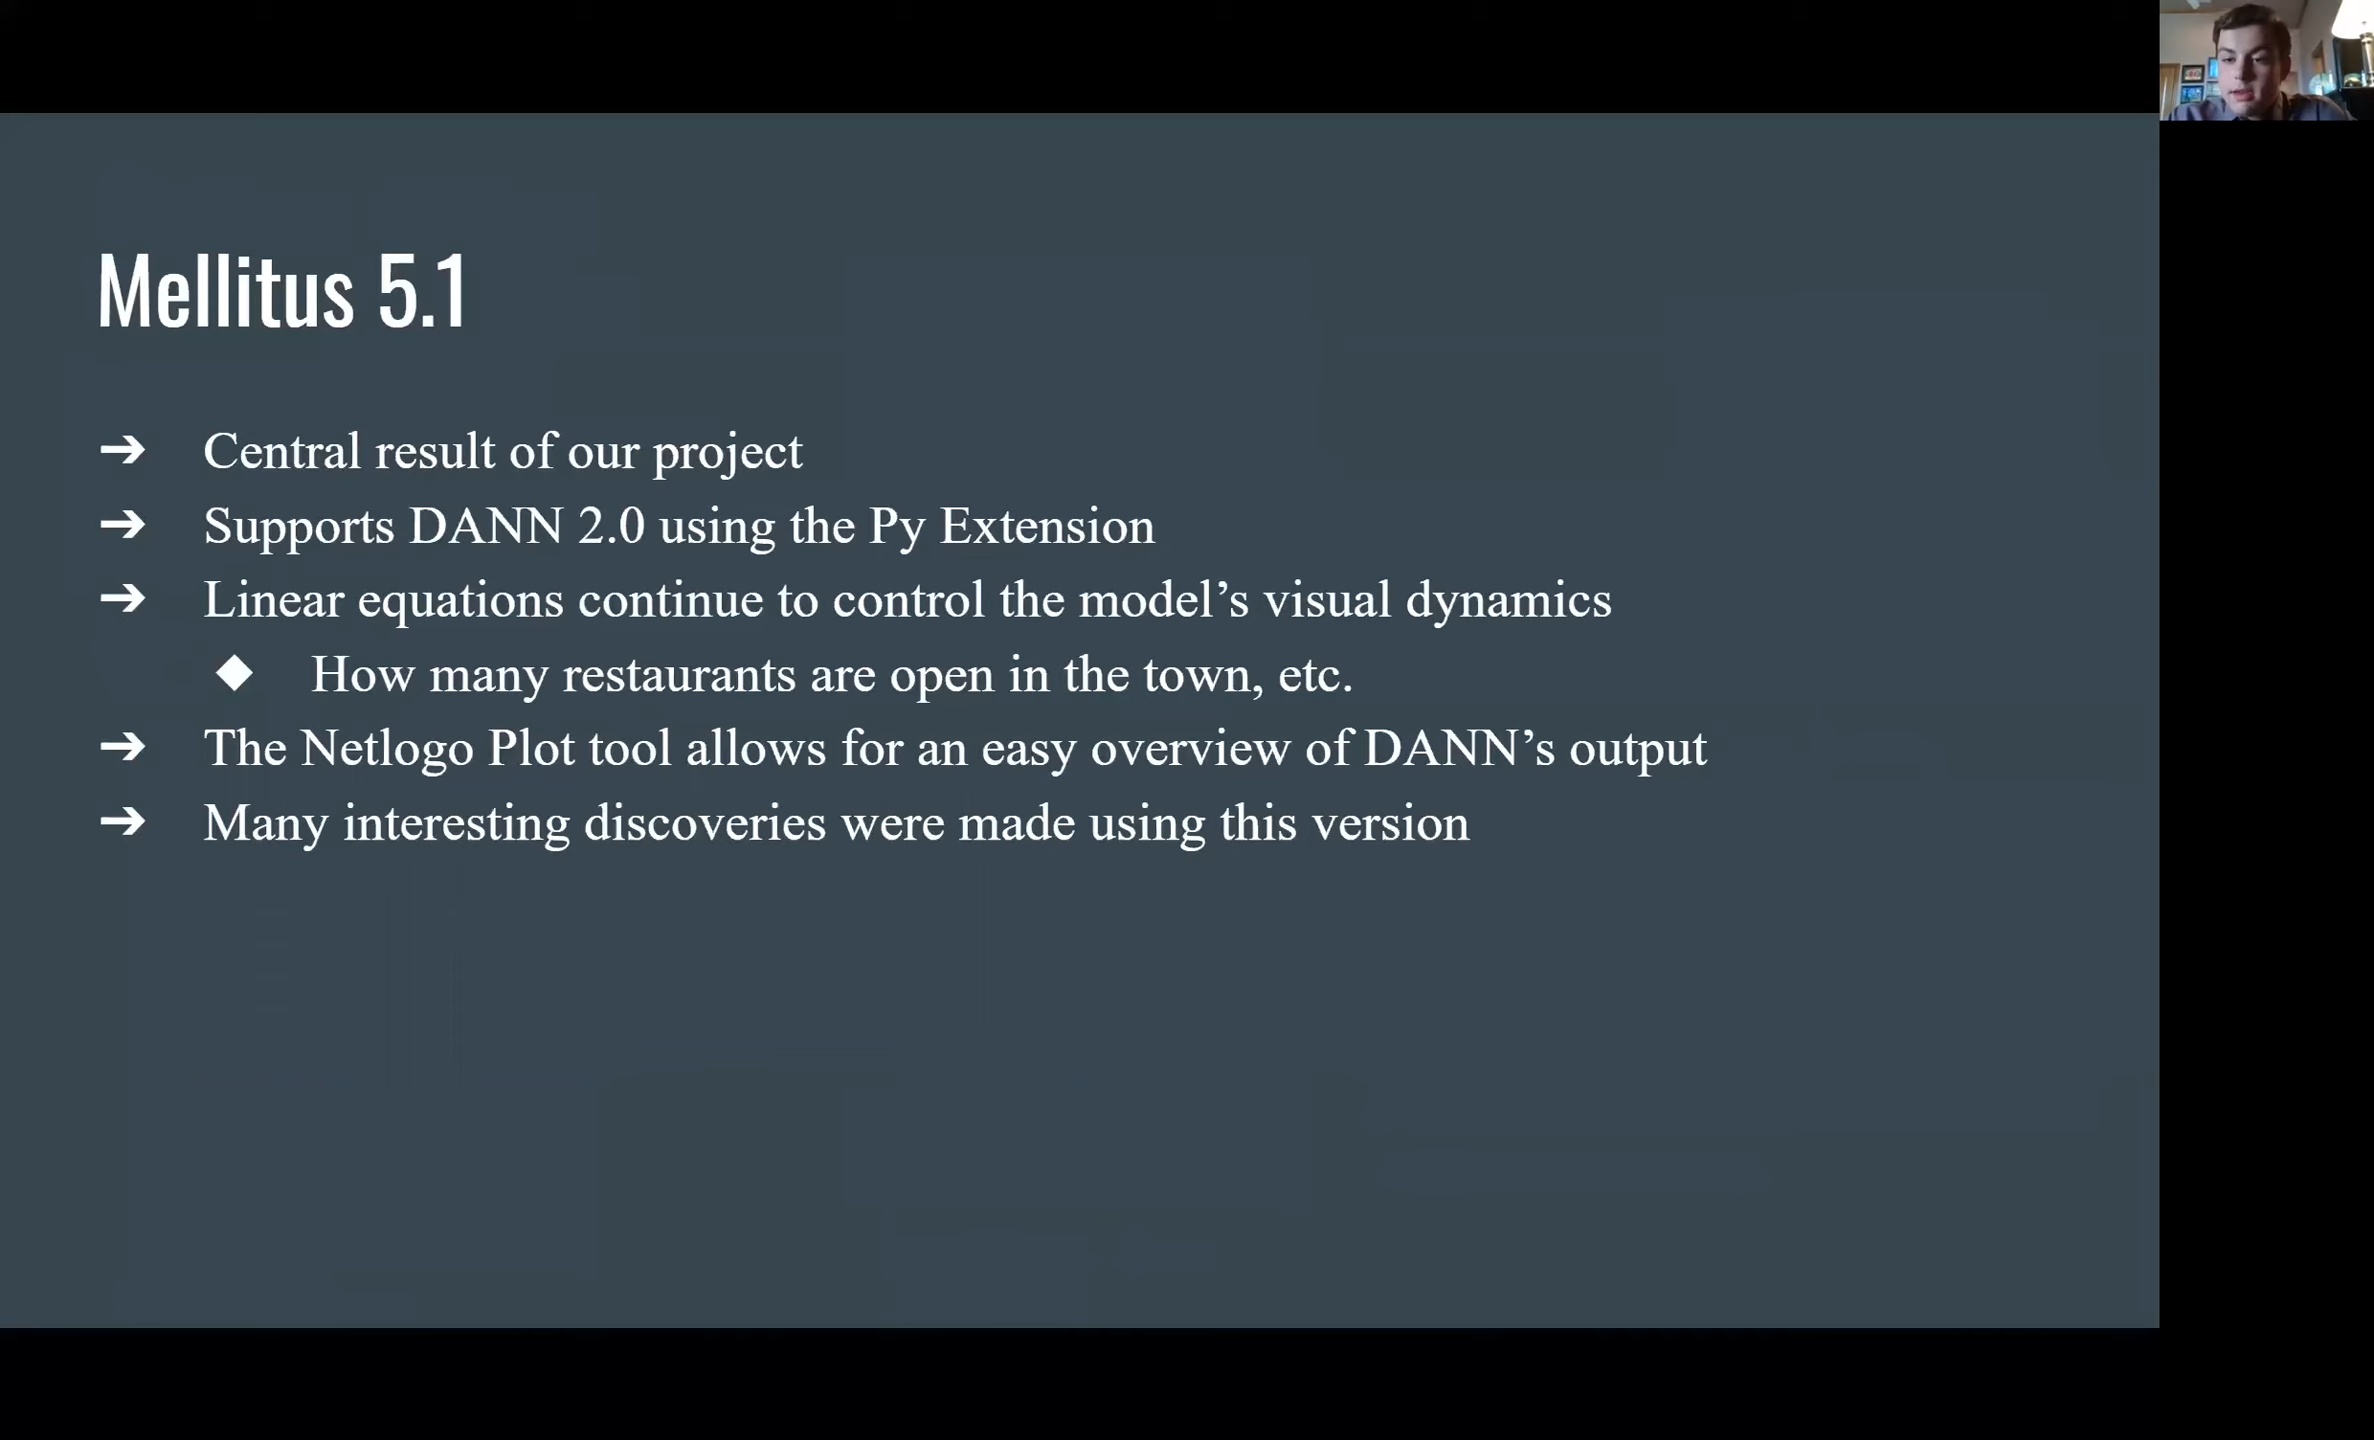 Mellitus 5.1
➔ Central result of our project
➔ Supports DANN 2.0 using the Py Extension
➔ Linear equations continue to control the model’s visual dynamics
◆ How many restaurants are open in the town, etc.
➔ The Netlogo Plot tool allows for an easy overview of DANN’s output
➔ Many interesting discoveries were made using this version